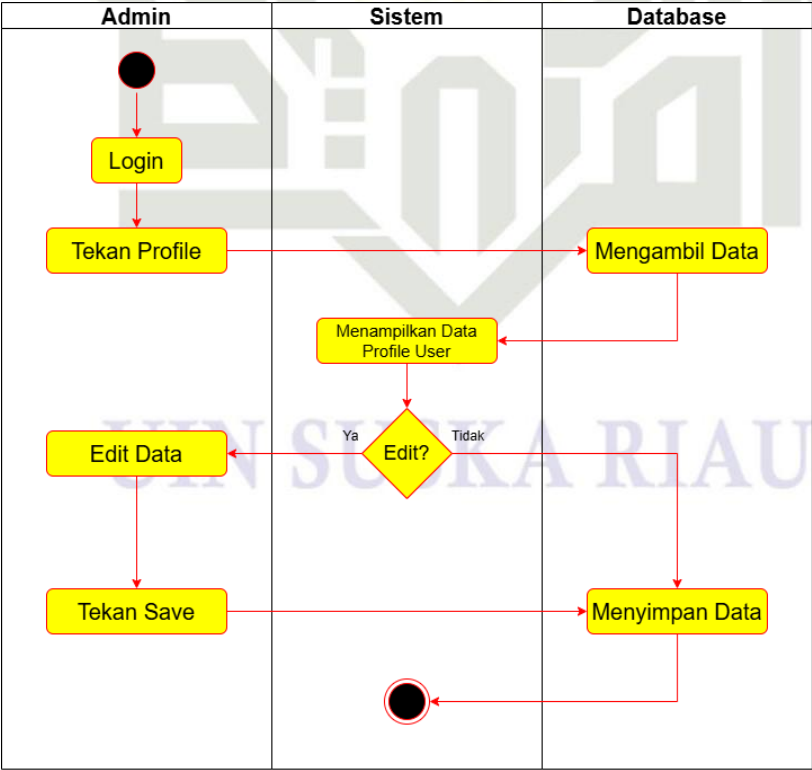 Admin
Sistem
Database
Login
Tekan Profile
Mengambil Data
Menampilkan Data
Profile User
Ya
Tidak
Edit Data
Edit?
UIN SUSKA RIAU
Tekan Save
Menyimpan Data